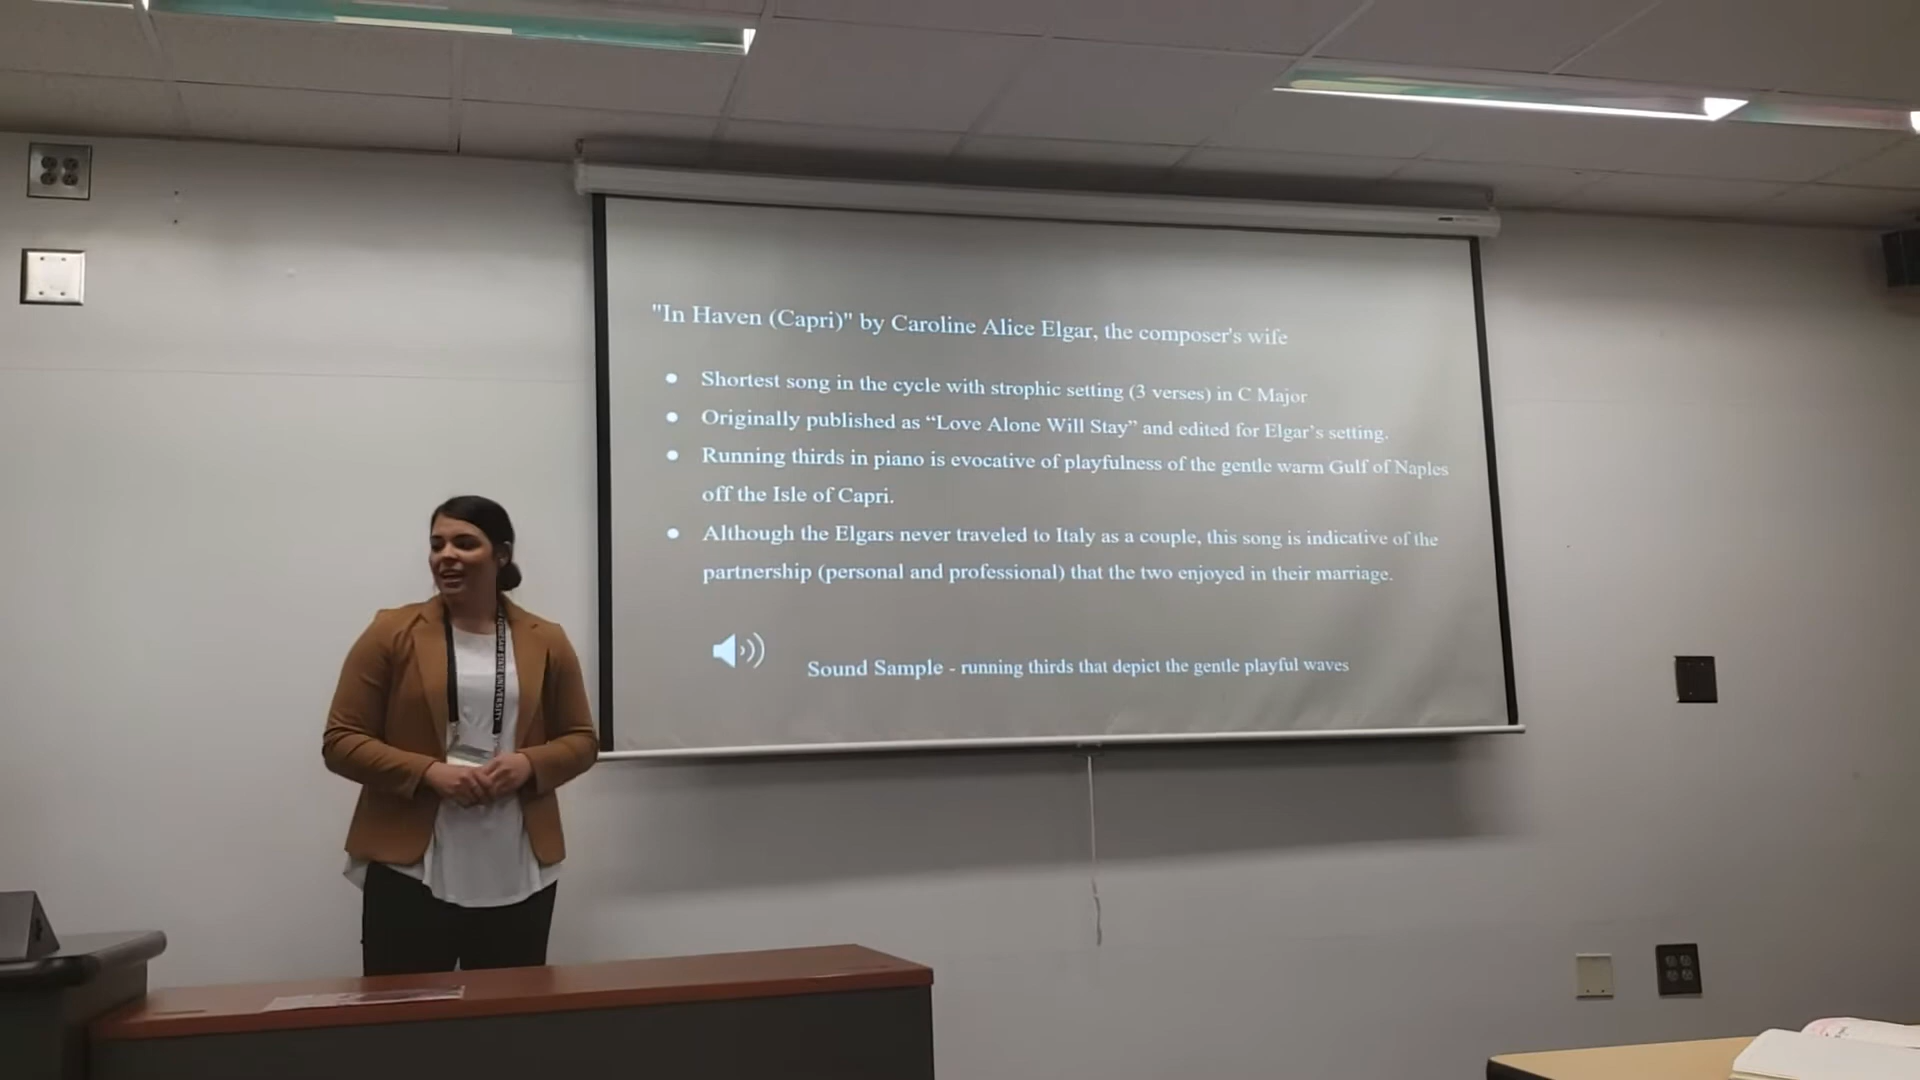 "In Haven (Capri)" by Caroline Alice Elgar, the composer's wife
● Shortest song in the cycle with strophic setting (3 verses) in C Major
● Originally published as “Love Alone Will Stay” and edited for Elgar’s setting.
● Running thirds in piano is evocative of playfulness of the gentle warm Gulf of Naples
off the Isle of Capri.
● Although the Elgars never traveled to Italy as a couple, this song is indicative of the
partnership (personal and professional) that the two enjoyed in their marriage.
Sound Sample - running thirds that depict the gentle playful waves
STATE UNIVERSITY